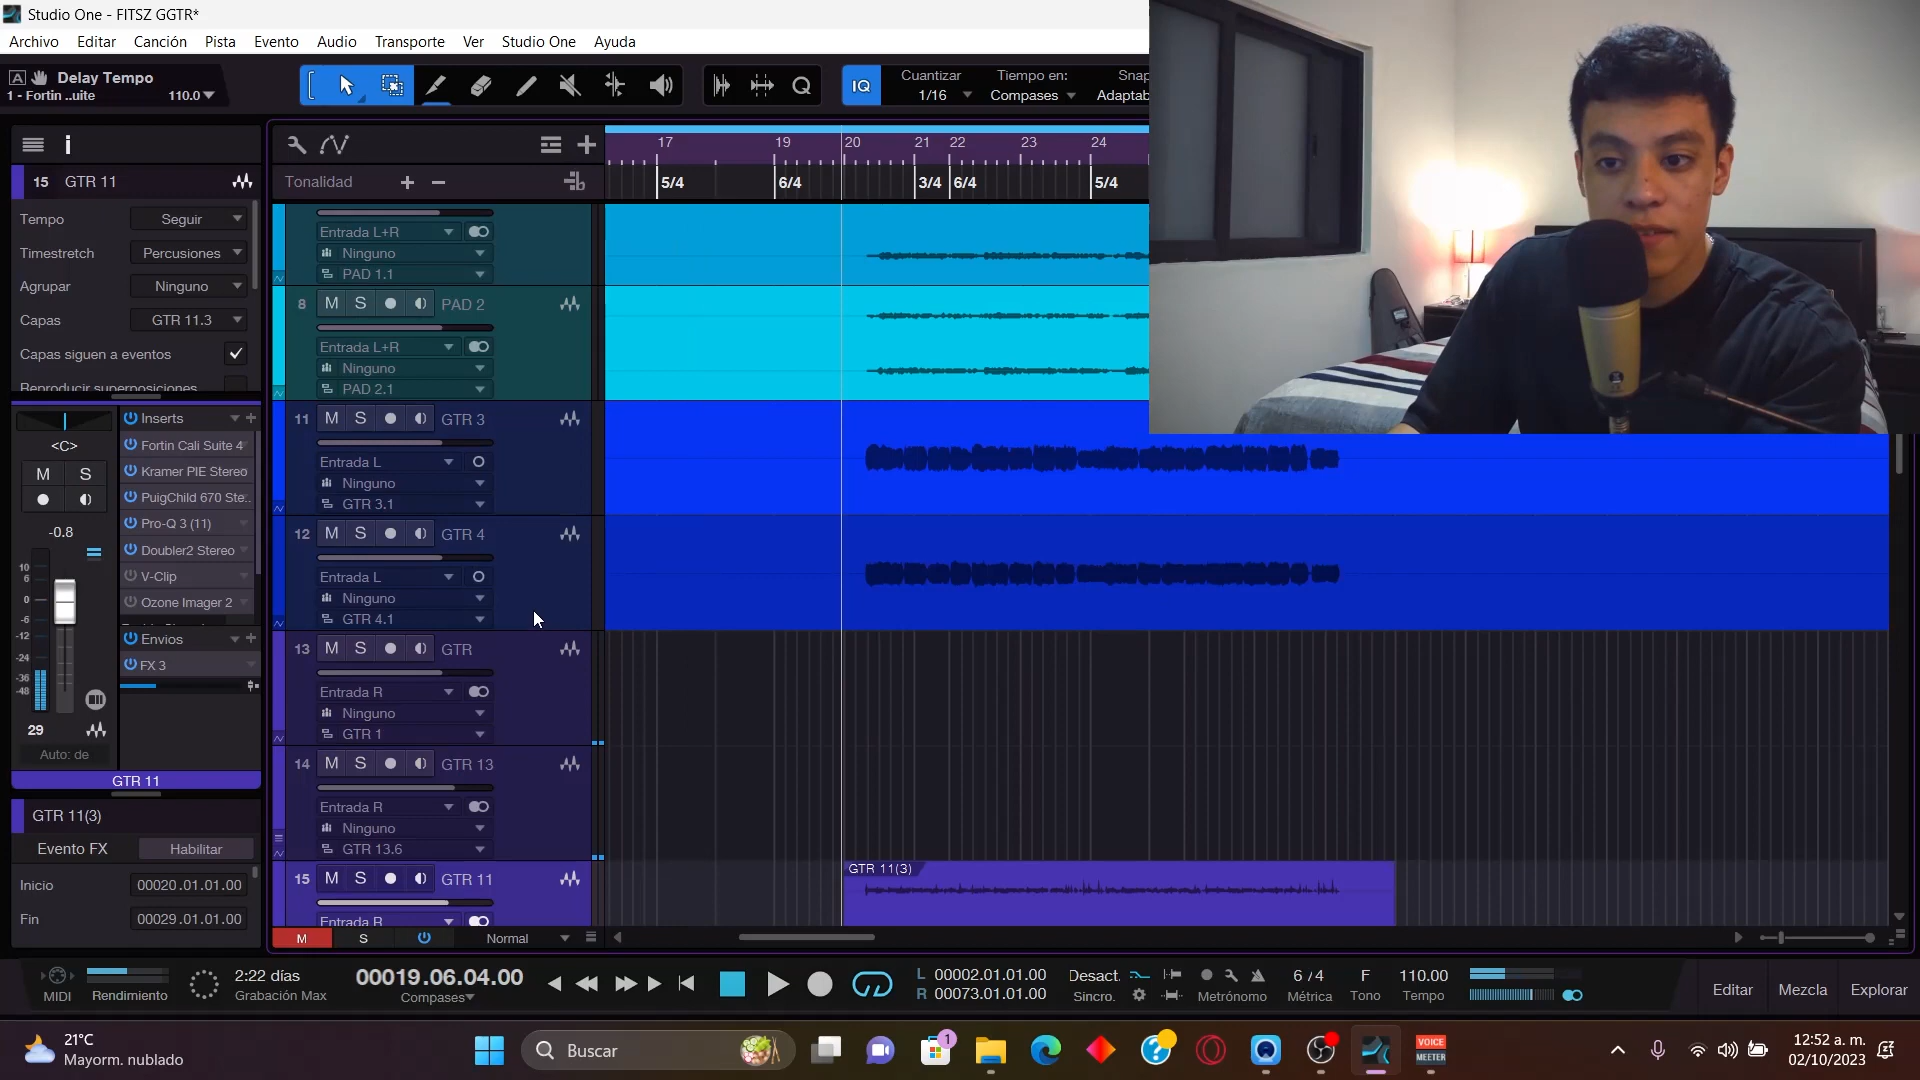 Studio One - FITSZ GGTR*
Archivo Editar Canción Pista Evento Audio Transporte Ver Studio One Ayuda
A Delay Tempo
1 - Fortin ..uite 110.0
Q
IQ
Cuantizar
1/16
Tiempo en:
Compases
Snap
Adaptab
i
15 GTR 11
Tempo Seguir
Timestretch Percusiones
Agrupar Ninguno
Capas GTR 11.3
Capas siguen a eventos
Reproducir superposiciones
<C>
M S
-0.8
10
6
0
-6
-12
-24
-36
-48
29
Auto: de
GTR 11
Inserts
Fortin Cali Suite 4
Kramer PIE Stereo
PuigChild 670 Ste..
Pro-Q 3 (11)
Doubler2 Stereo
V-Clip
Ozone Imager 2
Envios
FX 3
GTR 11(3)
Evento FX Habilitar
Inicio 00020.01.01.00
Fin 00029.01.01.00
Tonalidad + −
17 19 20 21 22 23 24
5/4 6/4 3/4 6/4 5/4
Entrada L+R
Ninguno
PAD 1.1
8 M S PAD 2
Entrada L+R
Ninguno
PAD 2.1
11 M S GTR 3
Entrada L
Ninguno
GTR 3.1
12 M S GTR 4
Entrada L
Ninguno
GTR 4.1
13 M S GTR
Entrada R
Ninguno
GTR 1
14 M S GTR 13
Entrada R
Ninguno
GTR 13.6
15 M S GTR 11
Entrada R
GTR 11(3)
M S Normal
MIDI
Rendimiento
2:22 días
Grabación Max
00019.06.04.00
Compases
L 00002.01.01.00
R 00073.01.01.00
Desact.
Sincro.
Metrónomo
6 / 4
Métrica
F
Tono
110.00
Tempo
Editar Mezcla Explorar
21°C
Mayorm. nublado
Buscar
1
VOICE
MEETER
12:52 a. m.
02/10/2023